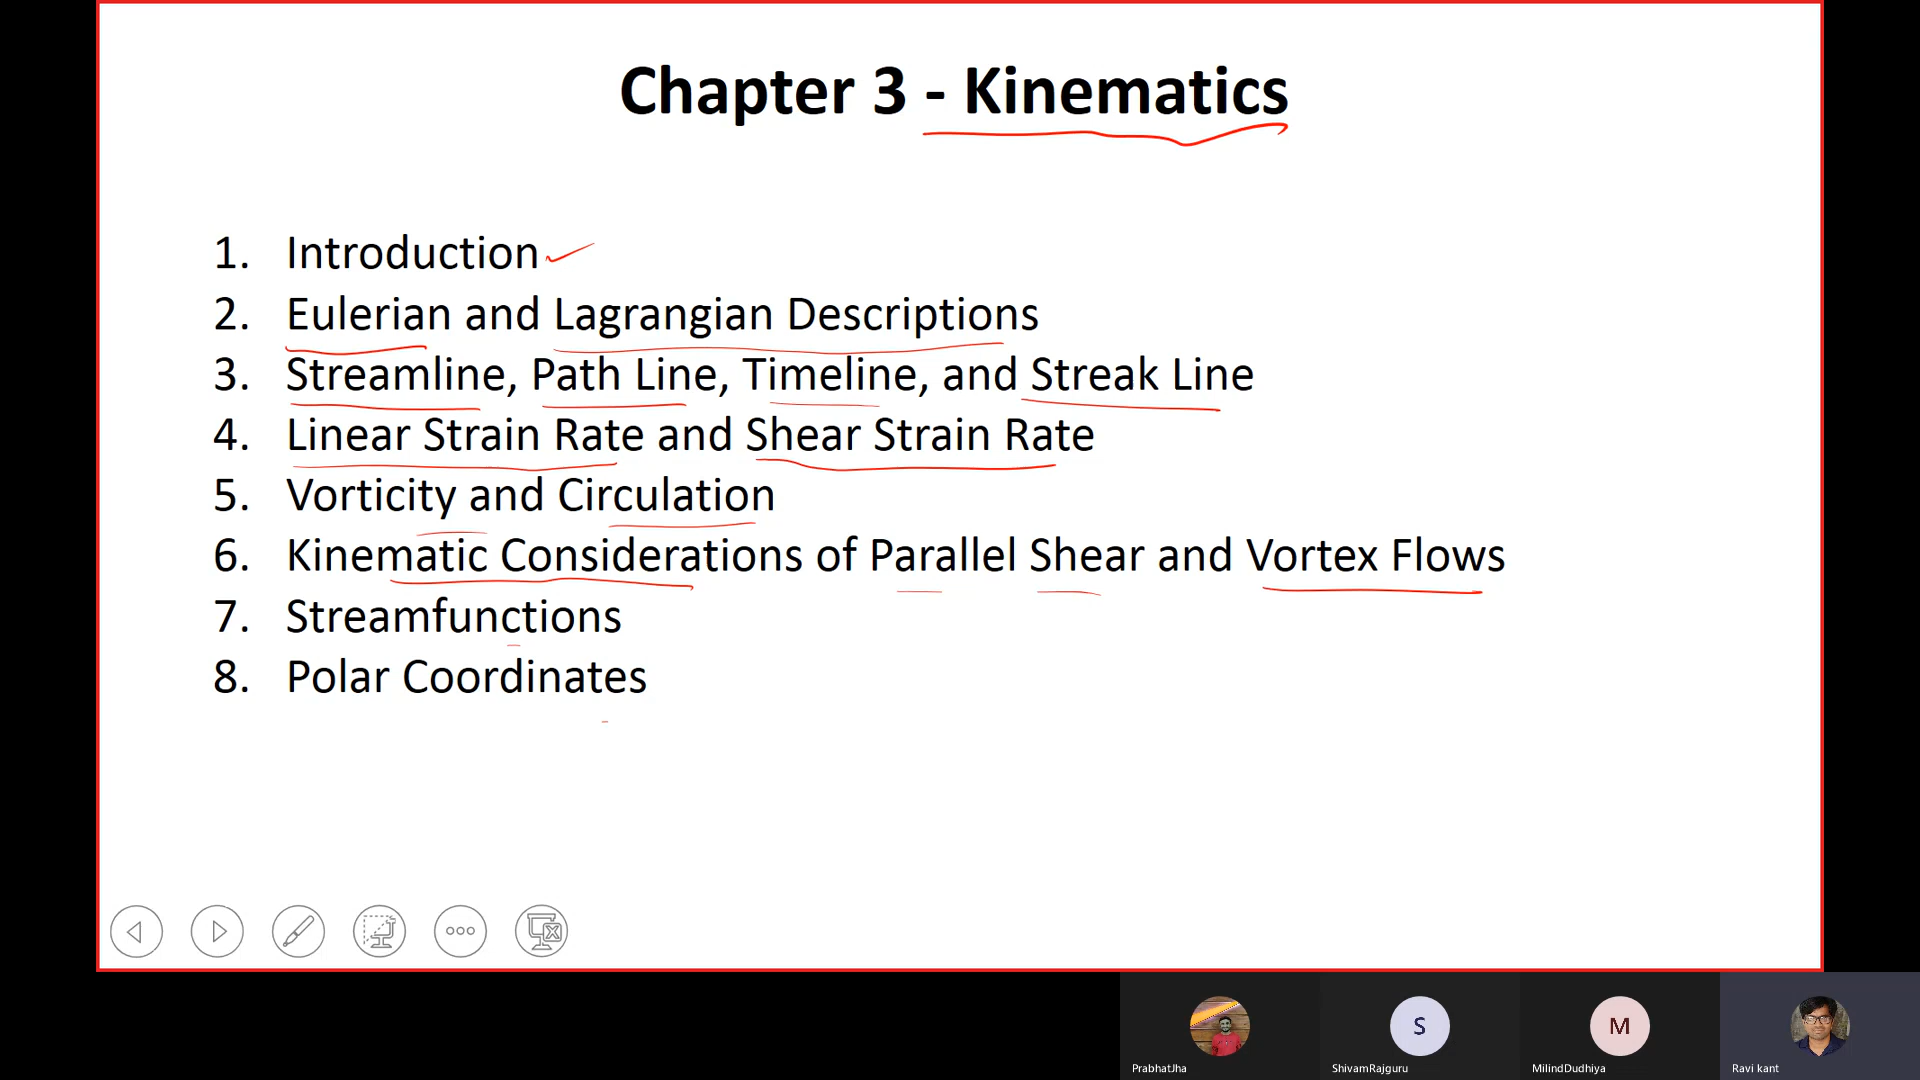 Chapter 3 - Kinematics
1. Introduction
2. Eulerian and Lagrangian Descriptions
3. Streamline, Path Line, Timeline, and Streak Line
4. Linear Strain Rate and Shear Strain Rate
5. Vorticity and Circulation
6. Kinematic Considerations of Parallel Shear and Vortex Flows
7. Streamfunctions
8. Polar Coordinates
S
M
PrabhatJha
ShivamRajguru
MilindDudhiya
Ravi kant